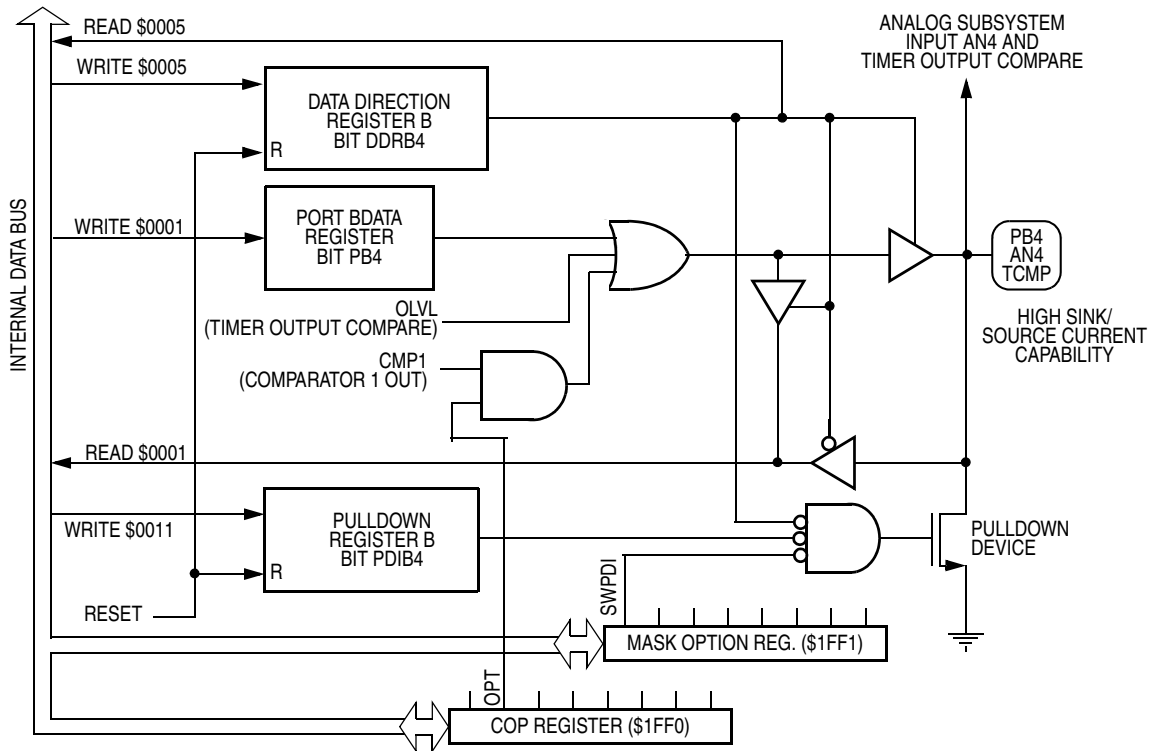 READ $0005
WRITE $0005
DATA DIRECTION
REGISTER B
BIT DDRB4
R
ANALOG SUBSYSTEM
INPUT AN4 AND
TIMER OUTPUT COMPARE
INTERNAL DATA BUS
WRITE $0001
PORT BDATA
REGISTER
BIT PB4
PB4
AN4
TCMP
OLVL
(TIMER OUTPUT COMPARE)
HIGH SINK/
SOURCE CURRENT
CAPABILITY
CMP1
(COMPARATOR 1 OUT)
READ $0001
WRITE $0011
PULLDOWN
REGISTER B
BIT PDIB4
R
PULLDOWN
DEVICE
RESET
SWPDI
MASK OPTION REG. ($1FF1)
OPT
COP REGISTER ($1FF0)